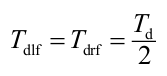 T_dlf = T_drf = T_d / 2